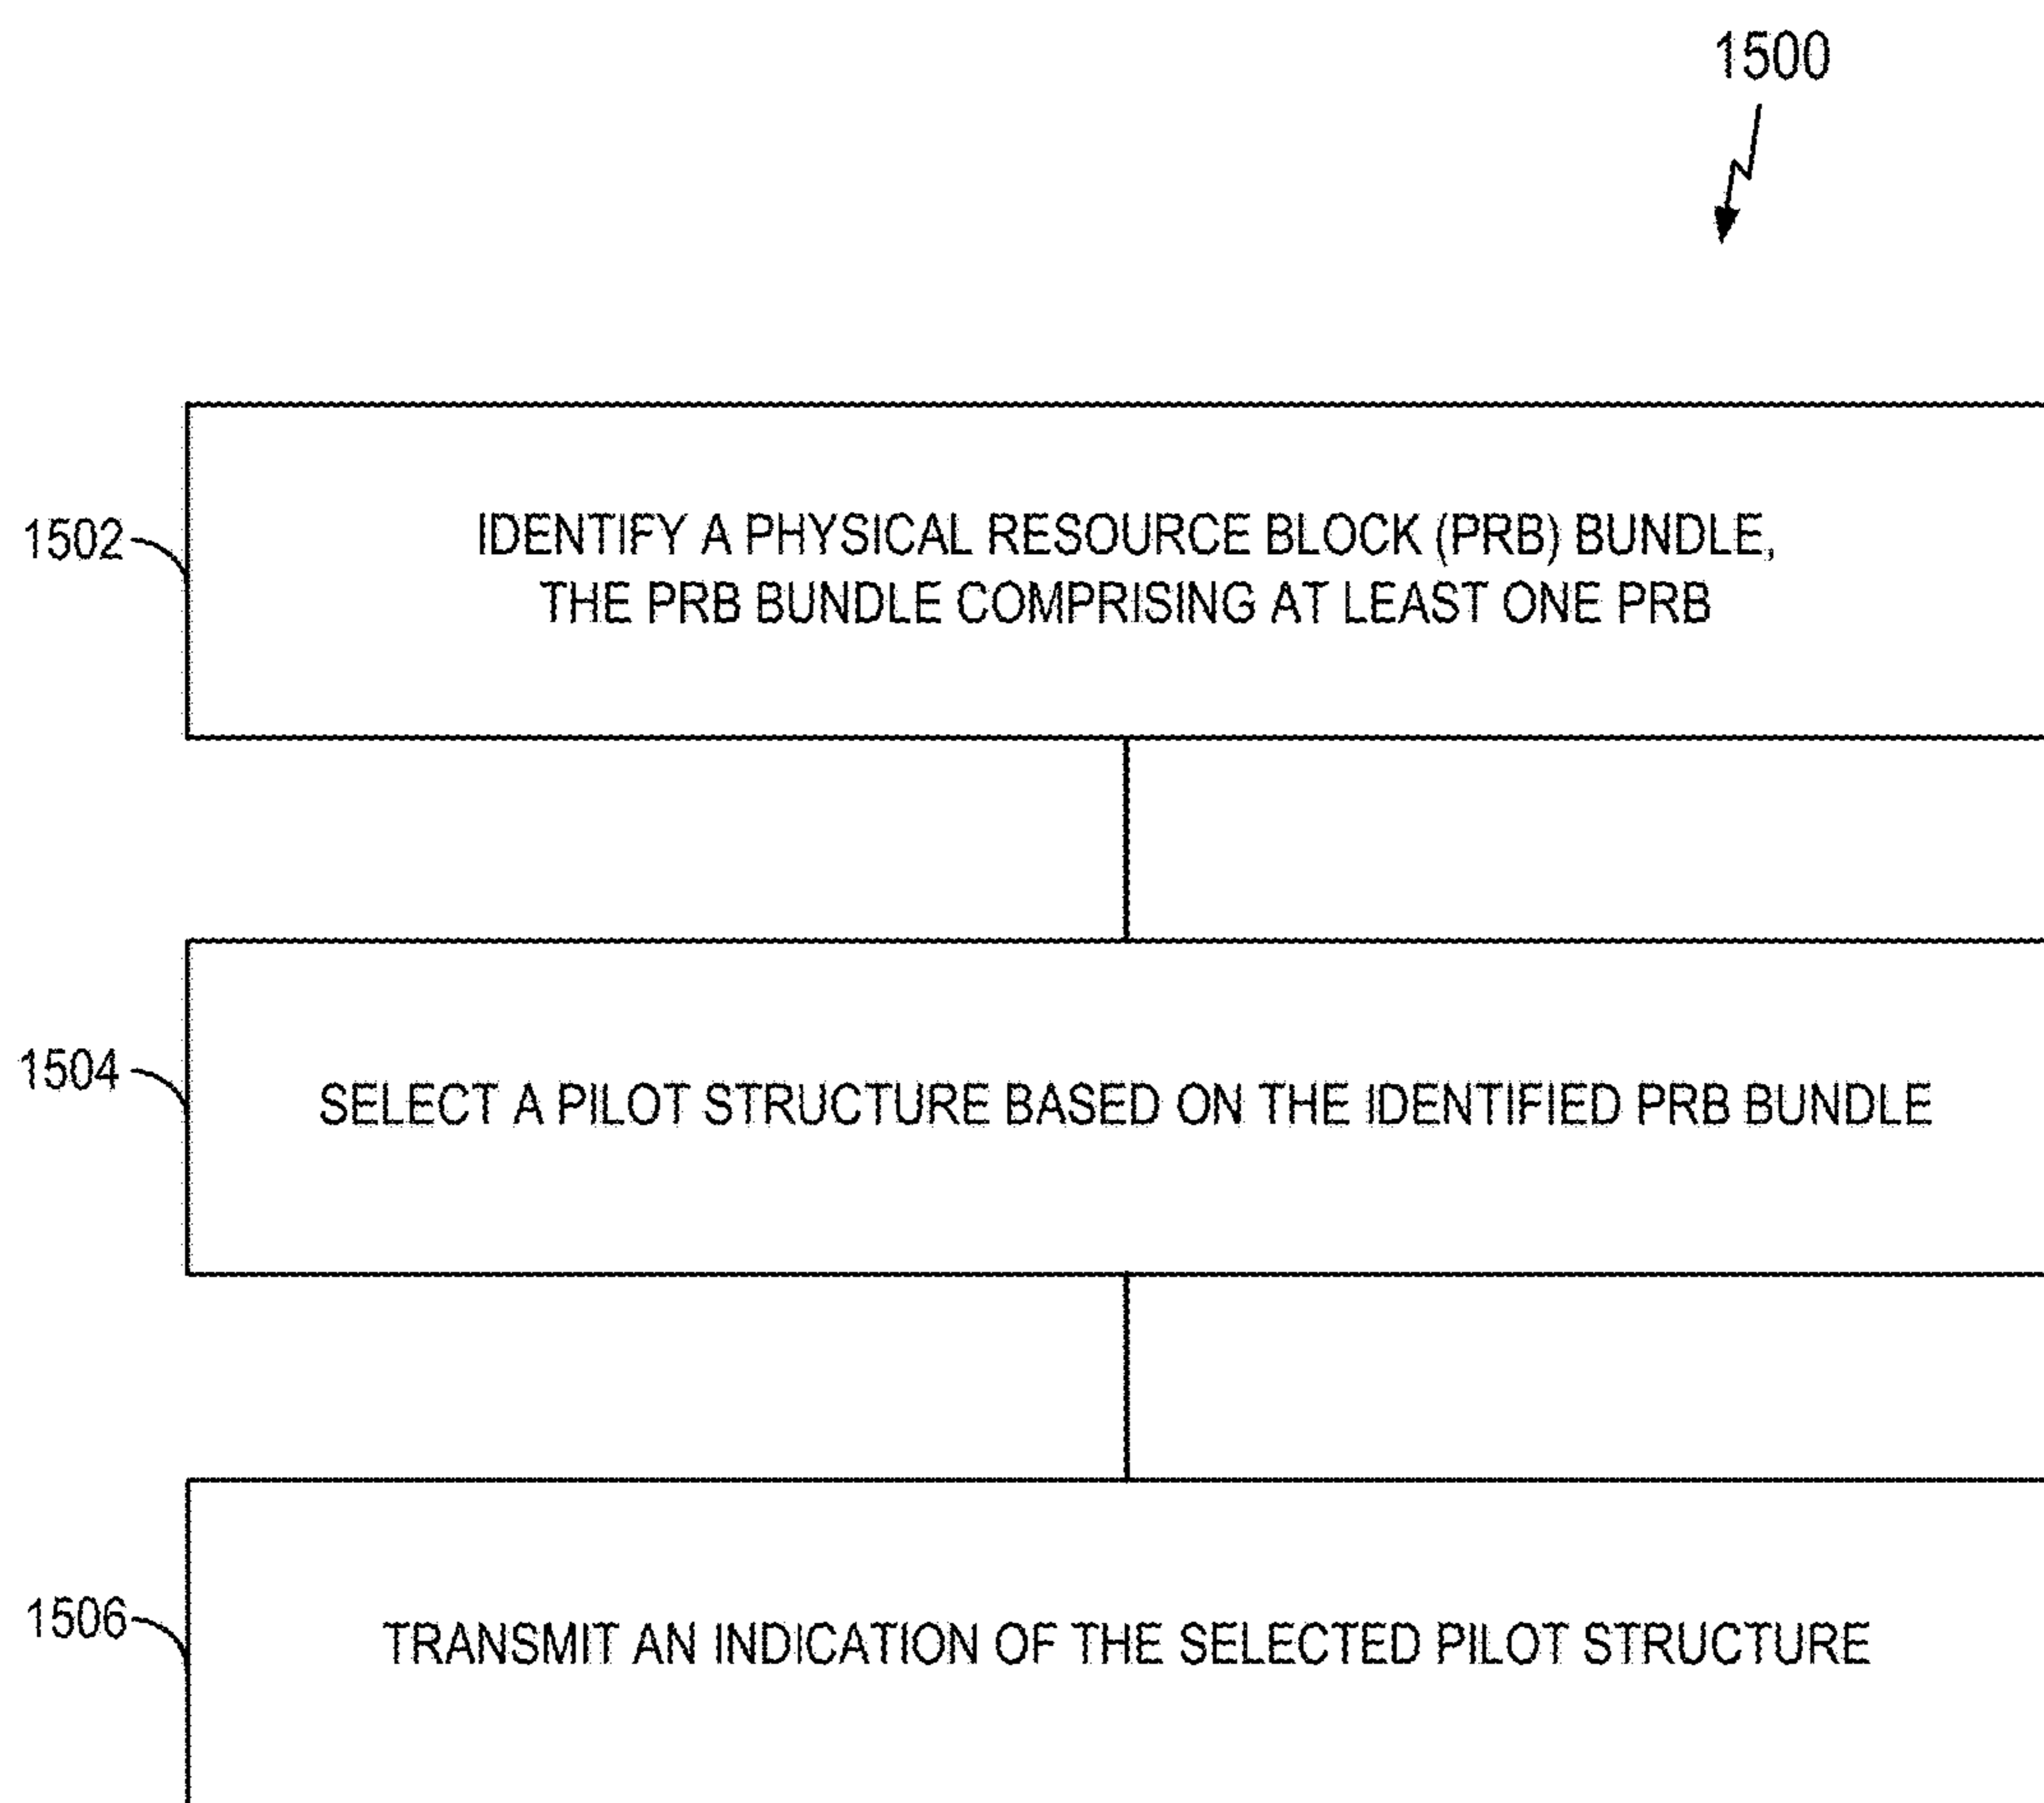 1500
1502
IDENTIFY A PHYSICAL RESOURCE BLOCK (PRB) BUNDLE,
THE PRB BUNDLE COMPRISING AT LEAST ONE PRB
1504
SELECT A PILOT STRUCTURE BASED ON THE IDENTIFIED PRB BUNDLE
1506
TRANSMIT AN INDICATION OF THE SELECTED PILOT STRUCTURE